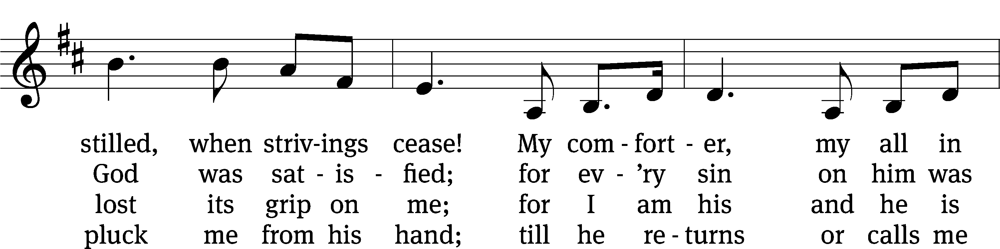 stilled, when striv-ings cease! My com - fort - er, my all in
God was sat - is - fied; for ev - ’ry sin on him was
lost its grip on me; for I am his and he is
pluck me from his hand; till he re - turns or calls me